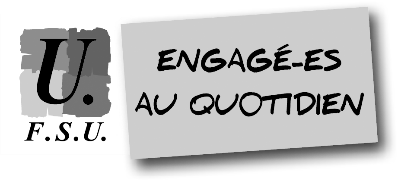 U.
F.S.U.
ENGAGÉ-ES
AU QUOTIDIEN